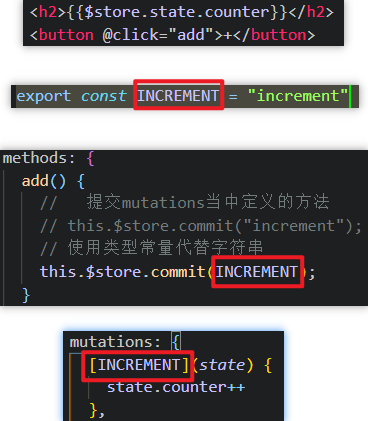 <h2>{{$store.state.counter}}</h2>
<button @click="add">+</button>
export const INCREMENT = "increment"
methods: {
add() {
// 提交mutations当中定义的方法
// this.$store.commit("increment");
// 使用类型常量代替字符串
this.$store.commit(INCREMENT);
}
mutations: {
[INCREMENT](state) {
state.counter++
},